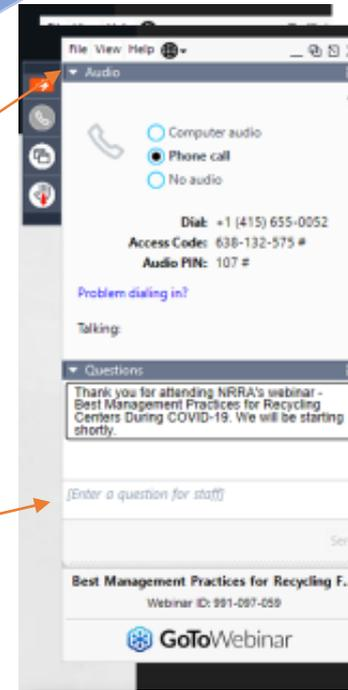 File View Help
Audio
Computer audio
Phone call
No audio
Dial: +1 (415) 655-0052
Access Code: 638-132-575 #
Audio PIN: 107 #
Problem dialing in?
Talking:
Questions
Thank you for attending NRRA's webinar -
Best Management Practices for Recycling
Centers During COVID-19. We will be starting
shortly.
[Enter a question for staff]
Best Management Practices for Recycling F...
Webinar ID: 991-097-059
GoToWebinar